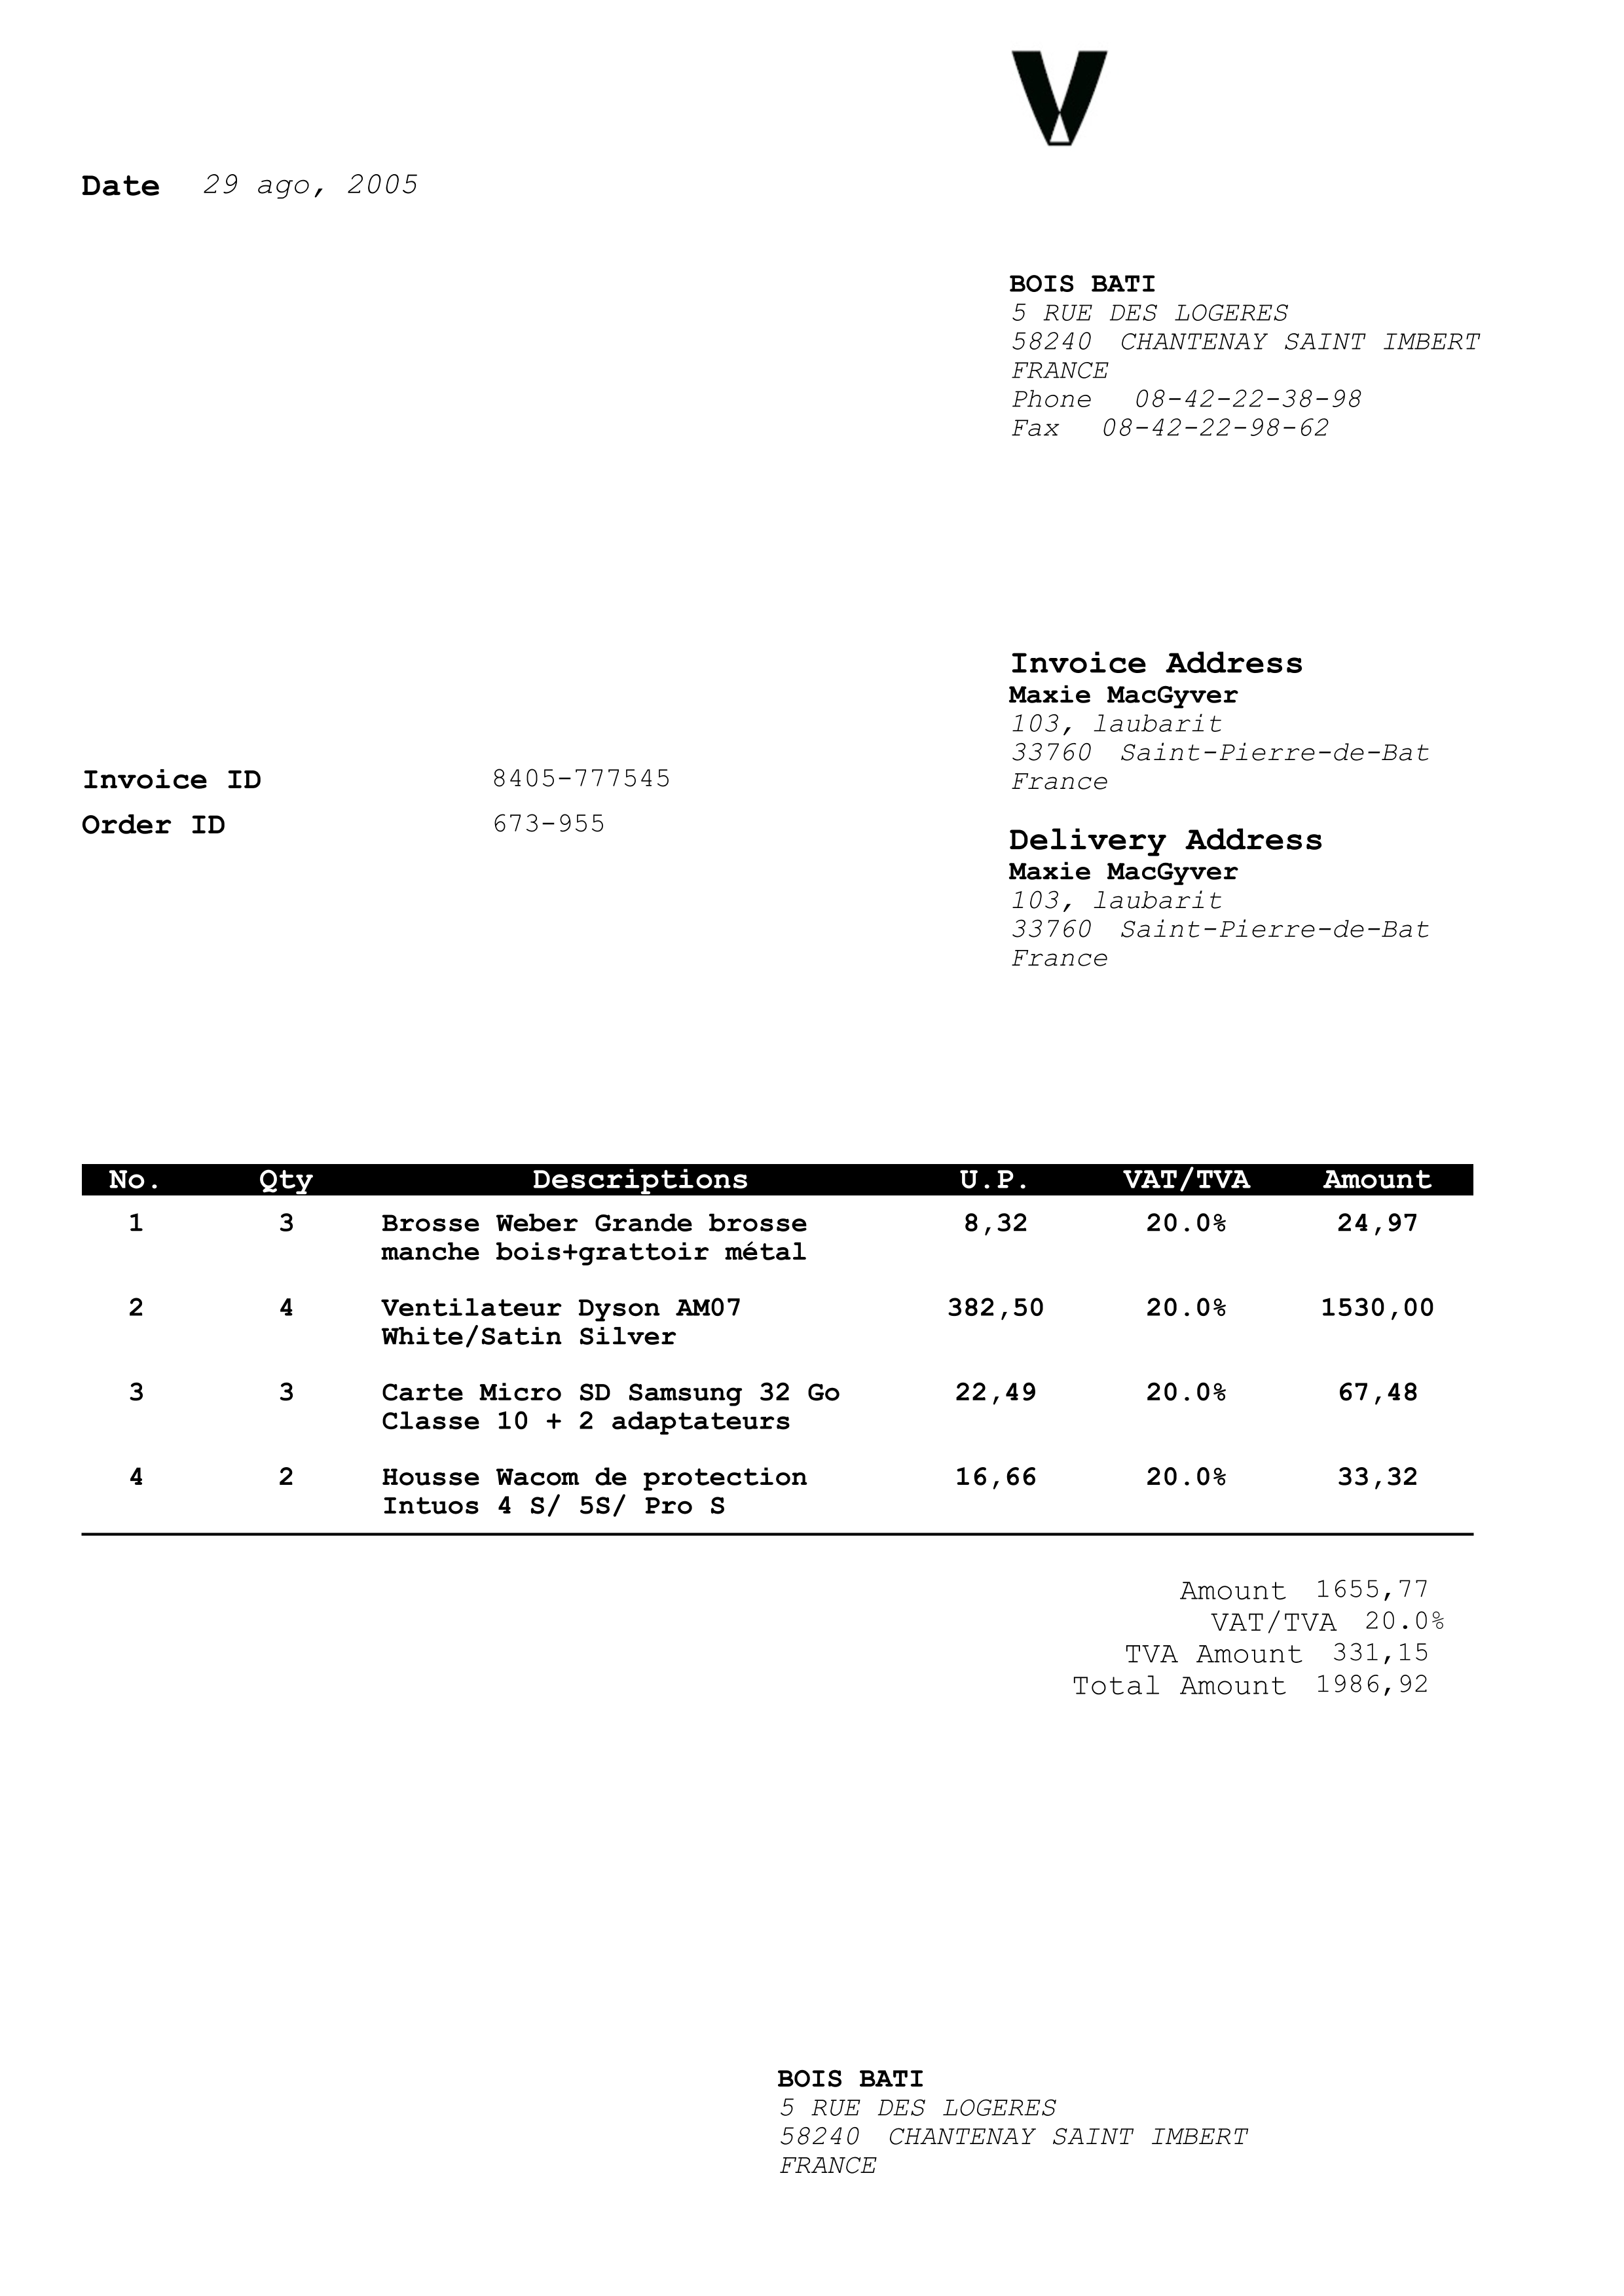 Date 29 ago, 2005
BOIS BATI
5 RUE DES LOGERES
58240 CHANTENAY SAINT IMBERT
FRANCE
Phone 08-42-22-38-98
Fax 08-42-22-98-62
Invoice ID 8405-777545
Order ID 673-955
Invoice Address
Maxie MacGyver
103, laubarit
33760 Saint-Pierre-de-Bat
France
Delivery Address
Maxie MacGyver
103, laubarit
33760 Saint-Pierre-de-Bat
France
No. Qty Descriptions U.P. VAT/TVA Amount
1 3 Brosse Weber Grande brosse 8,32 20.0% 24,97
manche bois+grattoir métal
2 4 Ventilateur Dyson AM07 382,50 20.0% 1530,00
White/Satin Silver
3 3 Carte Micro SD Samsung 32 Go 22,49 20.0% 67,48
Classe 10 + 2 adaptateurs
4 2 Housse Wacom de protection 16,66 20.0% 33,32
Intuos 4 S/ 5S/ Pro S
Amount 1655,77
VAT/TVA 20.0%
TVA Amount 331,15
Total Amount 1986,92
BOIS BATI
5 RUE DES LOGERES
58240 CHANTENAY SAINT IMBERT
FRANCE